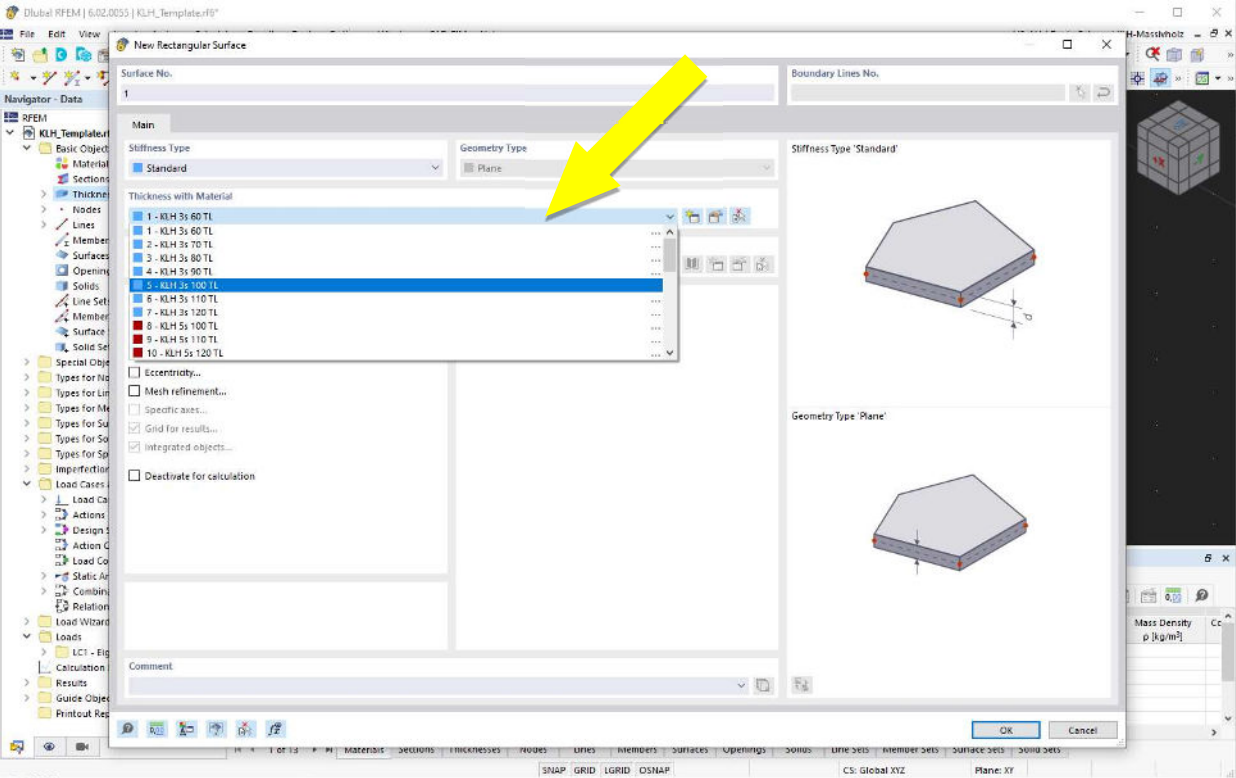 Dlubal RFEM | 6.02.0055 | KLH_Template.rf6*
File Edit View
H-Massivholz
New Rectangular Surface
Surface No.
1
Boundary Lines No.
Main
Stiffness Type
Standard
Geometry Type
Plane
Thickness with Material
1 - KLH 3s 60 TL
1 - KLH 3s 60 TL
2 - KLH 3s 70 TL
3 - KLH 3s 80 TL
4 - KLH 3s 90 TL
5 - KLH 3s 100 TL
6 - KLH 3s 110 TL
7 - KLH 3s 120 TL
8 - KLH 5s 100 TL
9 - KLH 5s 110 TL
10 - KLH 5s 120 TL
Eccentricity...
Mesh refinement...
Specific axes...
Grid for results...
Integrated objects...
Deactivate for calculation
Comment
Stiffness Type 'Standard'
d
Geometry Type 'Plane'
OK Cancel
Navigator - Data
RFEM
KLH_Template.r
Basic Object
Material
Sections
Thickne
Nodes
Lines
Member
Surfaces
Opening
Solids
Line Set
Member
Surface
Solid Se
Special Obje
Types for No
Types for Lin
Types for Me
Types for Su
Types for So
Types for Sp
Imperfection
Load Cases
Load Ca
Actions
Design S
Action C
Load Co
Static An
Combina
Relation
Load Wizard
Loads
LC1 - Eig
Calculation
Results
Guide Objec
Printout Rep
Mass Density
ρ [kg/m³]
1 of 13 Materials Sections Thicknesses Nodes Lines Members Surfaces Openings Solids Line Sets Member Sets Surface Sets Solid Sets
SNAP GRID LGRID OSNAP CS: Global XYZ Plane: XY